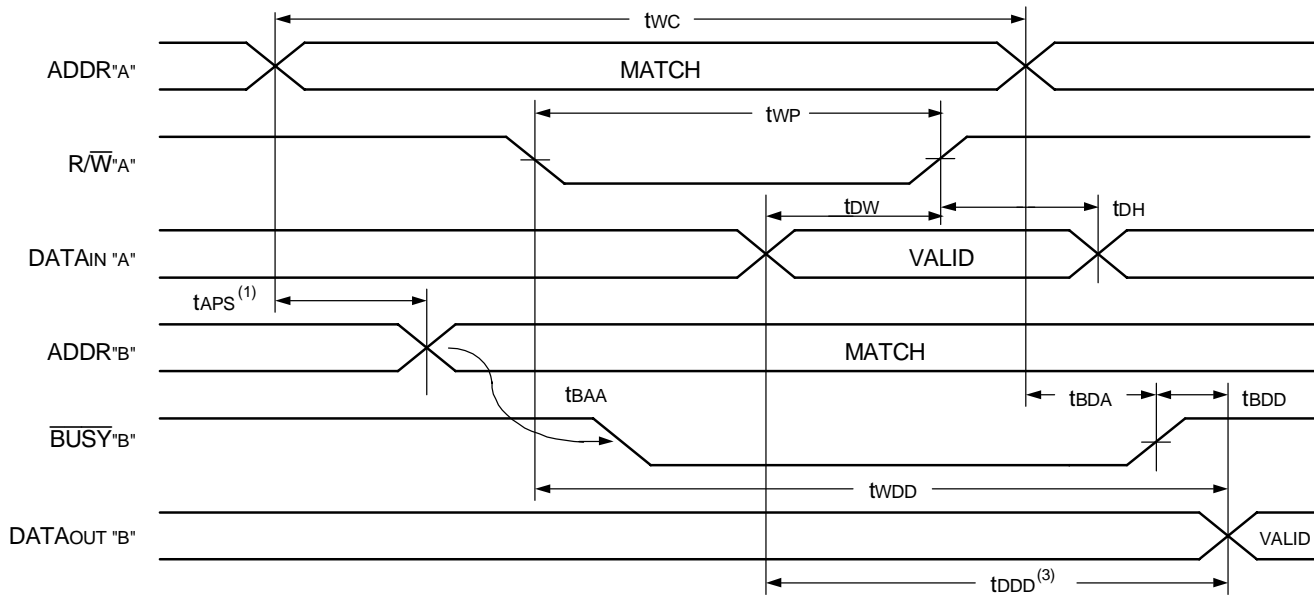 tWC
ADDR"A"
MATCH
tWP
R/W̅"A"
tDW
tDH
DATAIN "A"
VALID
tAPS(1)
ADDR"B"
MATCH
tBAA
tBDA
tBDD
B̅U̅S̅Y̅"B"
tWDD
DATAOUT "B"
VALID
tDDD(3)